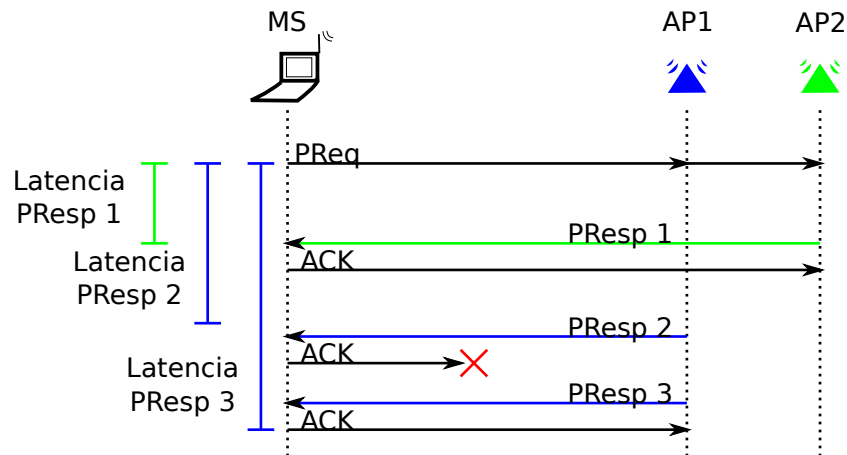 MS
AP1
AP2
PReq
Latencia
PResp 1
PResp 1
ACK
Latencia
PResp 2
PResp 2
ACK
Latencia
PResp 3
PResp 3
ACK